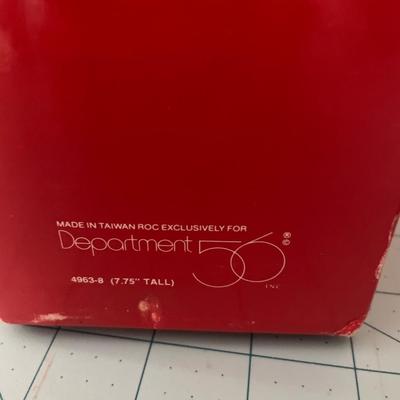 MADE IN TAIWAN ROC EXCLUSIVELY FOR
Department 56 ® ©
INC
4963-8 (7.75" TALL)